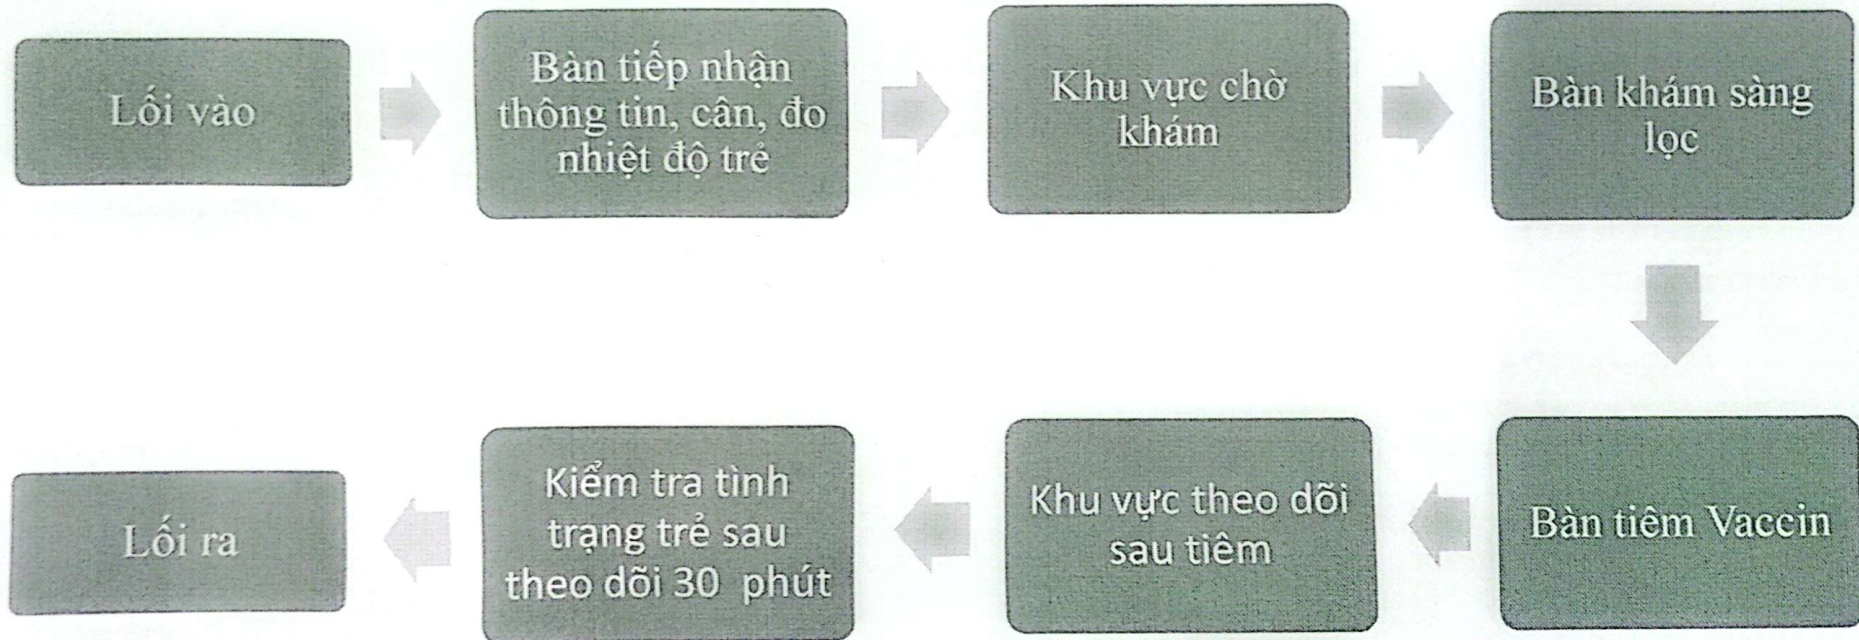 Lối vào
Bàn tiếp nhận
thông tin, cân, đo
nhiệt độ trẻ
Khu vực chờ
khám
Bàn khám sàng
lọc
Bàn tiêm Vaccin
Khu vực theo dõi
sau tiêm
Kiểm tra tình
trạng trẻ sau
theo dõi 30 phút
Lối ra